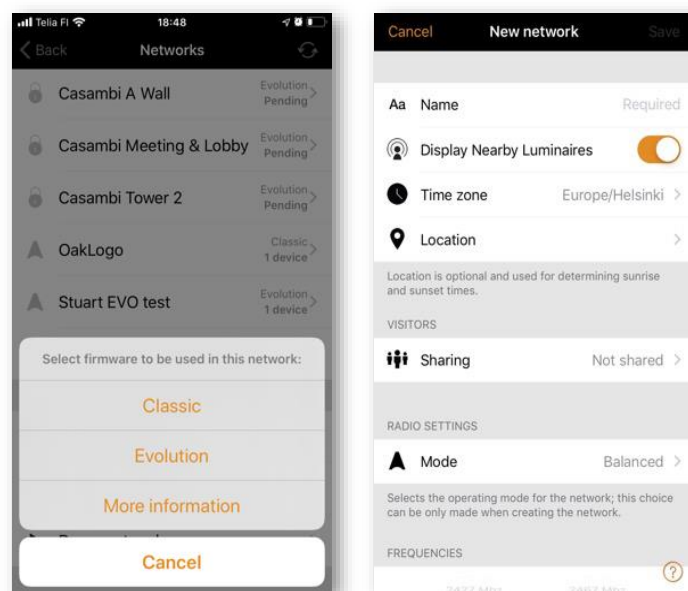 Telia FI 18:48
Back Networks
Casambi A Wall Evolution
Pending
Casambi Meeting & Lobby Evolution
Pending
Casambi Tower 2 Evolution
Pending
OakLogo Classic
1 device
Stuart EVO test Evolution
1 device
Select firmware to be used in this network:
Classic
Evolution
More information
Cancel
Cancel New network Save
Aa Name Required
Display Nearby Luminaires
Time zone Europe/Helsinki
Location
Location is optional and used for determining sunrise
and sunset times.
VISITORS
Sharing Not shared
RADIO SETTINGS
Mode Balanced
Selects the operating mode for the network; this choice
can be only made when creating the network.
FREQUENCIES
?